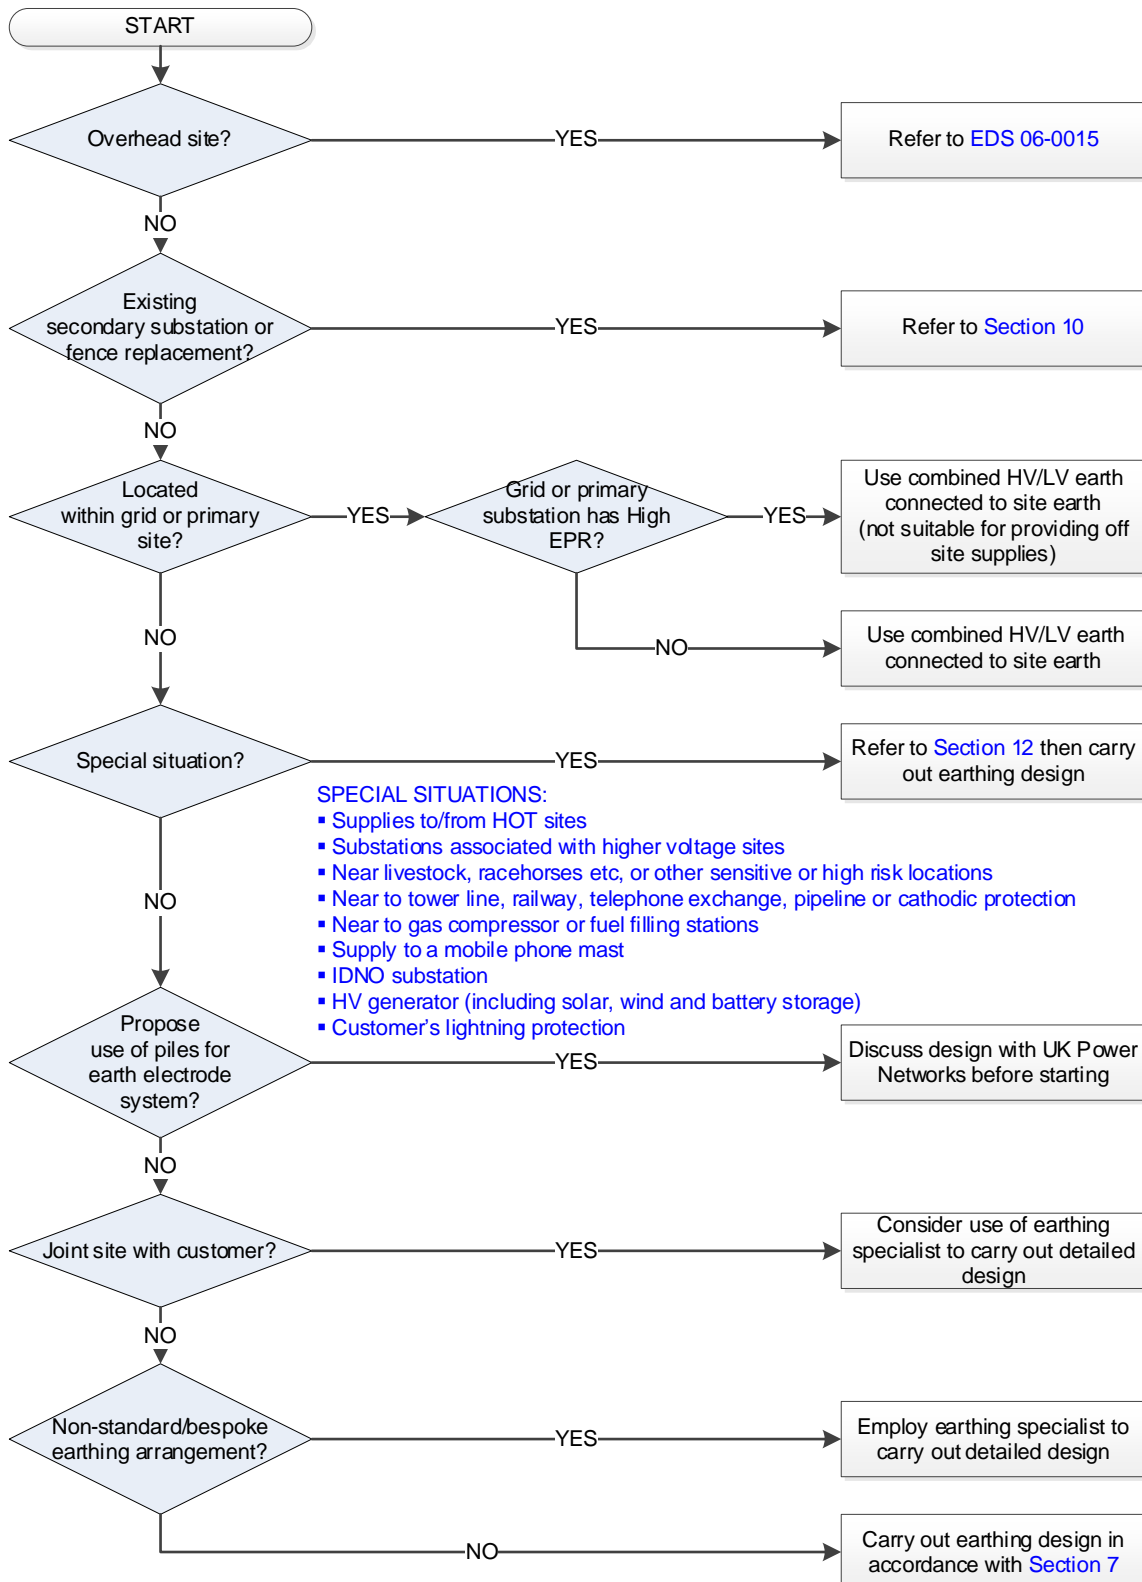 START
Overhead site?
YES
Refer to EDS 06-0015
NO
Existing
secondary substation or
fence replacement?
YES
Refer to Section 10
NO
Located
within grid or primary
site?
YES
Grid or primary
substation has High
EPR?
YES
Use combined HV/LV earth
connected to site earth
(not suitable for providing off
site supplies)
NO
Use combined HV/LV earth
connected to site earth
NO
Special situation?
YES
Refer to Section 12 then carry
out earthing design
SPECIAL SITUATIONS:
▪ Supplies to/from HOT sites
▪ Substations associated with higher voltage sites
▪ Near livestock, racehorses etc, or other sensitive or high risk locations
▪ Near to tower line, railway, telephone exchange, pipeline or cathodic protection
▪ Near to gas compressor or fuel filling stations
▪ Supply to a mobile phone mast
▪ IDNO substation
▪ HV generator (including solar, wind and battery storage)
▪ Customer's lightning protection
NO
Propose
use of piles for
earth electrode
system?
YES
Discuss design with UK Power
Networks before starting
NO
Joint site with customer?
YES
Consider use of earthing
specialist to carry out detailed
design
NO
Non-standard/bespoke
earthing arrangement?
YES
Employ earthing specialist to
carry out detailed design
NO
Carry out earthing design in
accordance with Section 7